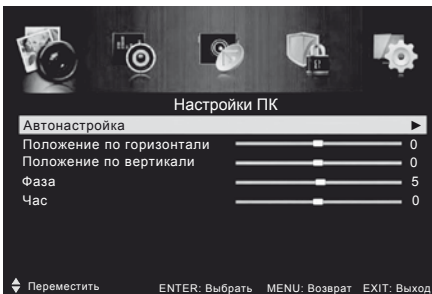 Настройки ПК
Автонастройка
Положение по горизонтали 0
Положение по вертикали 0
Фаза 5
Час 0
Переместить ENTER: Выбрать MENU: Возврат EXIT: Выход